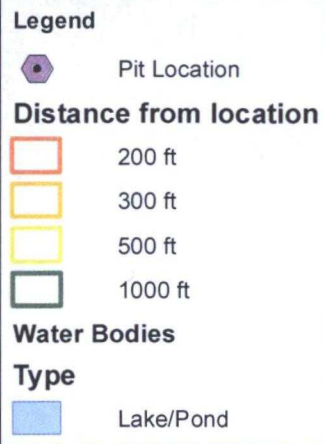 Legend
Pit Location
Distance from location
200 ft
300 ft
500 ft
1000 ft
Water Bodies
Type
Lake/Pond